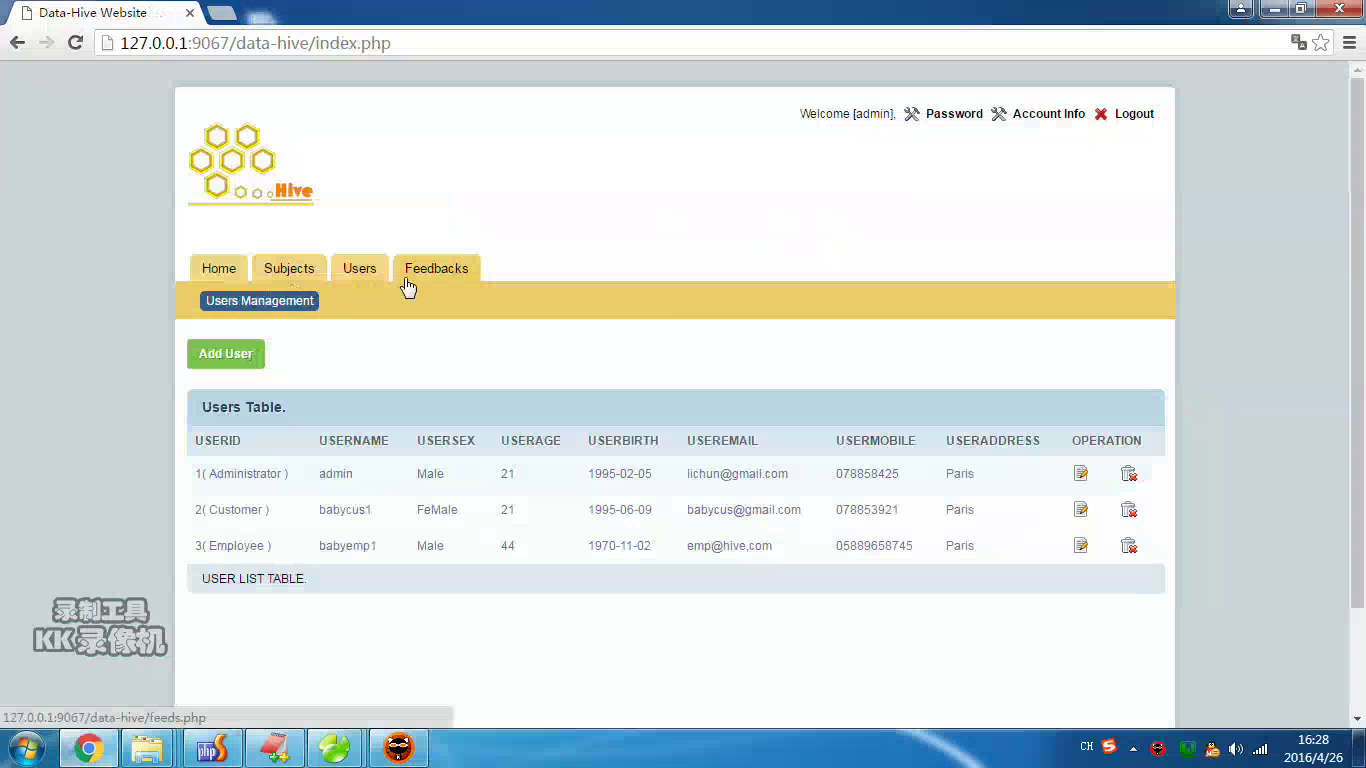 Data-Hive Website ...
127.0.0.1:9067/data-hive/index.php
Welcome [admin], Password Account Info Logout
Hive
Home Subjects Users Feedbacks
Users Management
Add User
Users Table.
USERID USERNAME USERSEX USERAGE USERBIRTH USEREMAIL USERMOBILE USERADDRESS OPERATION
1( Administrator ) admin Male 21 1995-02-05 lichun@gmail.com 078858425 Paris
2( Customer ) babycus1 FeMale 21 1995-06-09 babycus@gmail.com 078853921 Paris
3( Employee ) babyemp1 Male 44 1970-11-02 emp@hive.com 05889658745 Paris
USER LIST TABLE.
录制工具
KK录像机
127.0.0.1:9067/data-hive/feeds.php
php
CH
16:28
2016/4/26